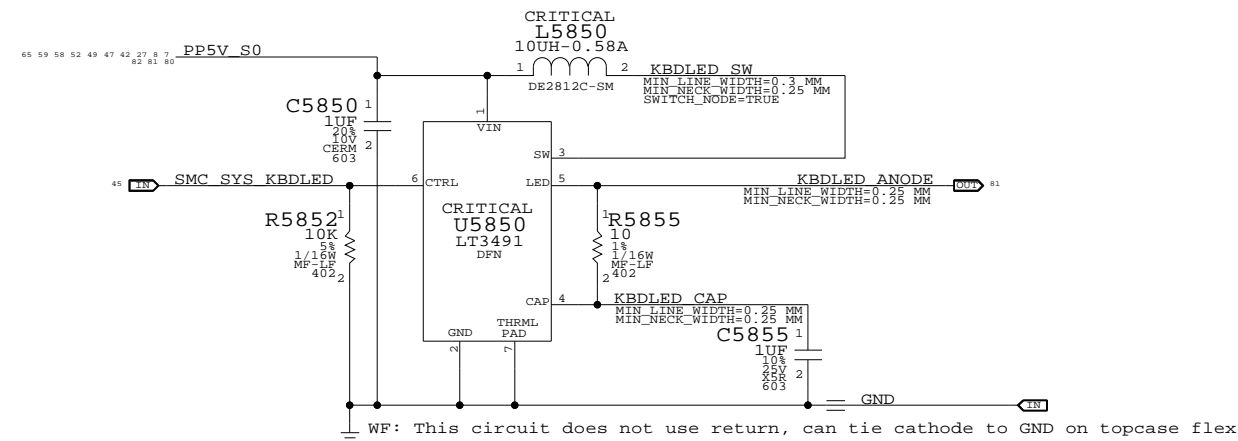 CRITICAL
L5850
10UH-0.58A
65 59 58 52 49 47 42 27 8 7
82 81 80
PP5V_S0
1 2
KBDLED_SW
DE2812C-SM
MIN_LINE_WIDTH=0.3 MM
MIN_NECK_WIDTH=0.25 MM
SWITCH_NODE=TRUE
C5850 1
1UF
20%
10V
CERM
603
2
1
VIN
SW 3
45 IN SMC_SYS_KBDLED
6 CTRL
LED 5
KBDLED_ANODE
OUT 81
MIN_LINE_WIDTH=0.25 MM
MIN_NECK_WIDTH=0.25 MM
R5852 1
10K
5%
1/16W
MF-LF
402 2
CRITICAL
U5850
LT3491
DFN
1 R5855
10
1%
1/16W
MF-LF
2 402
CAP 4
KBDLED_CAP
MIN_LINE_WIDTH=0.25 MM
MIN_NECK_WIDTH=0.25 MM
C5855 1
1UF
10%
25V
X5R
603
2
GND
THRML
PAD
2 7
GND
IN
WF: This circuit does not use return, can tie cathode to GND on topcase flex